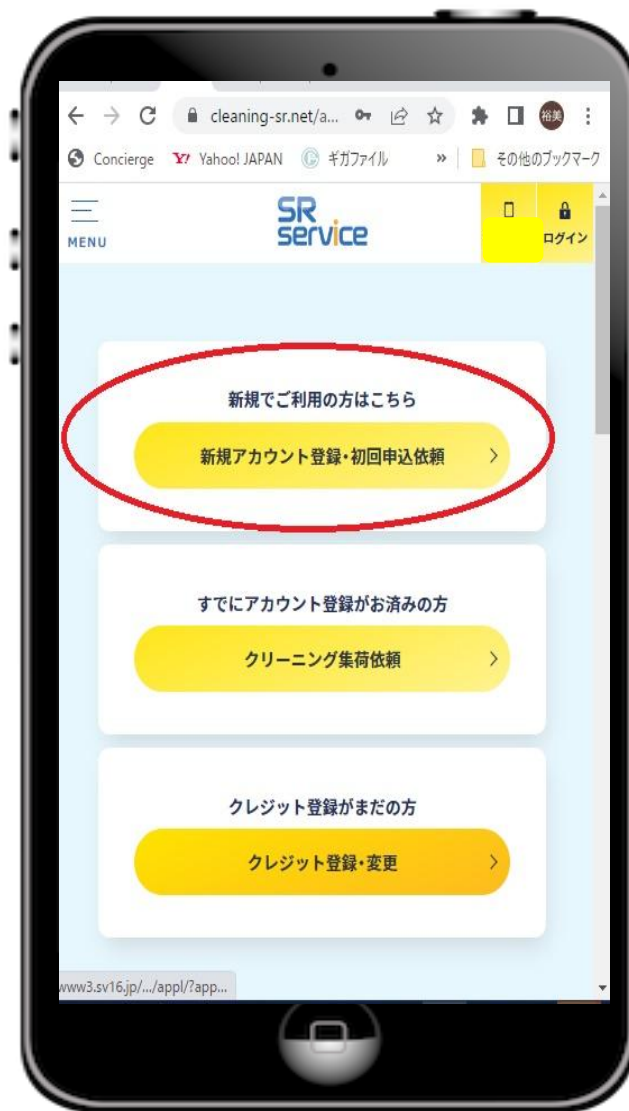 cleaning-sr.net/a...
裕美
Concierge
Y! Yahoo! JAPAN
ギガファイル
»
その他のブックマーク
MENU
SR
service
ログイン
新規でご利用の方はこちら
新規アカウント登録・初回申込依頼
すでにアカウント登録がお済みの方
クリーニング集荷依頼
クレジット登録がまだの方
クレジット登録・変更
www3.sv16.jp/.../appl/?app...